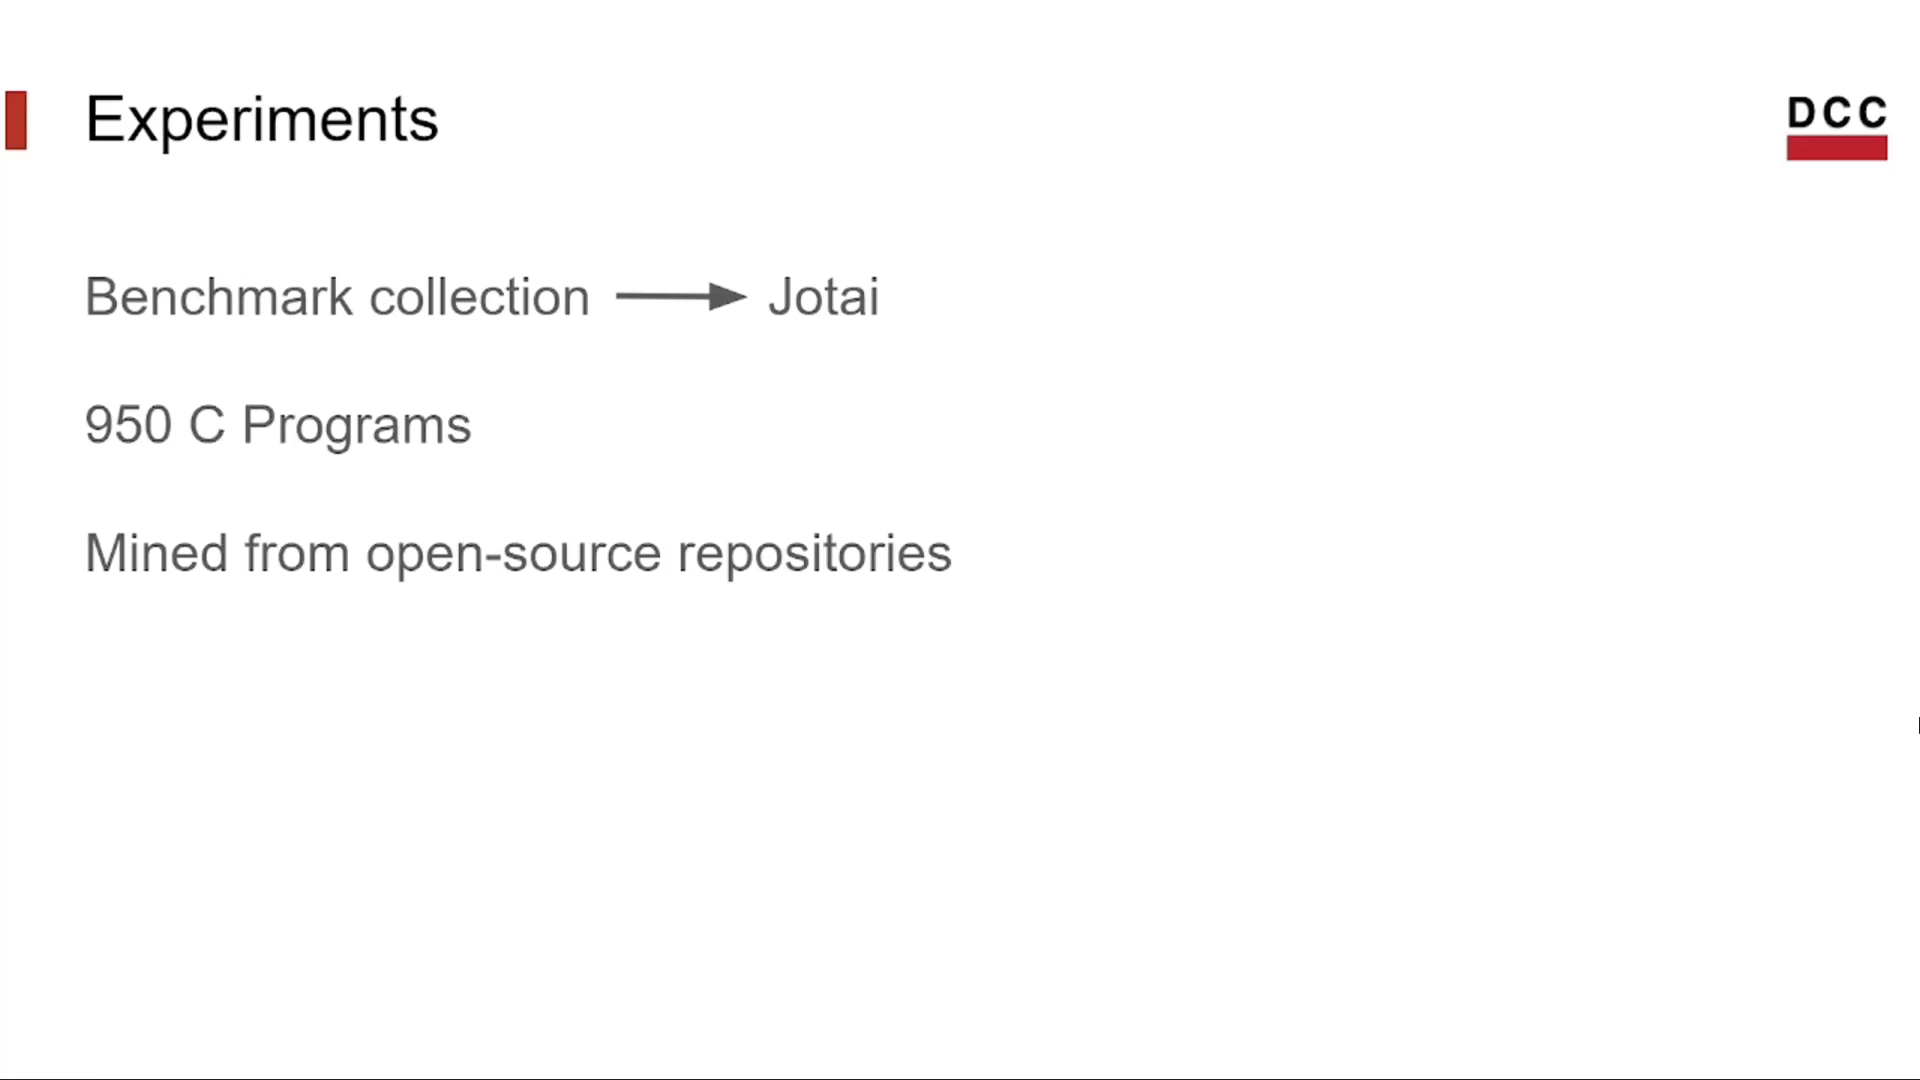 Experiments
DCC
Benchmark collection → Jotai
950 C Programs
Mined from open-source repositories